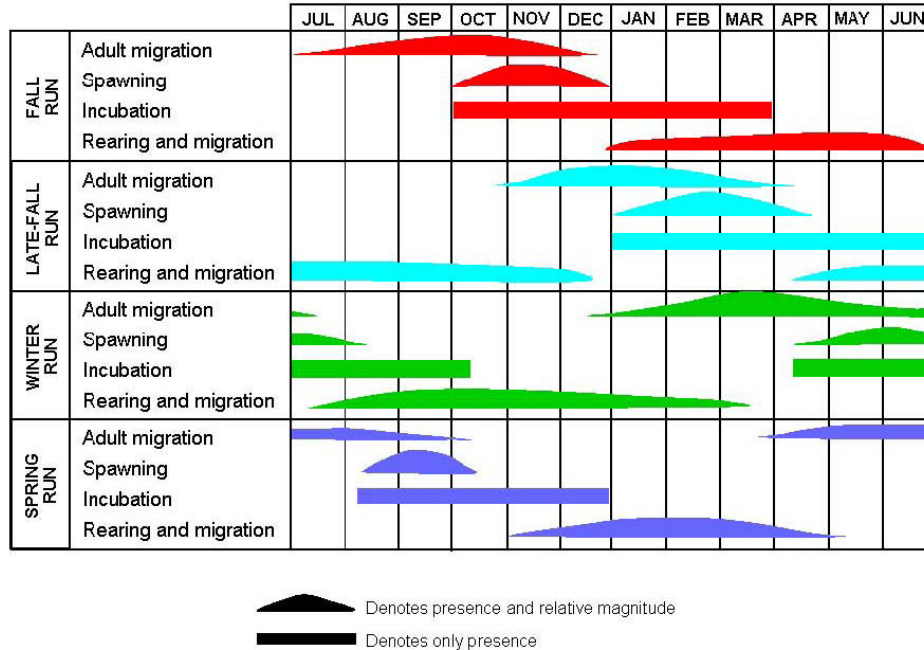 JUL AUG SEP OCT NOV DEC JAN FEB MAR APR MAY JUN
FALL RUN
Adult migration
Spawning
Incubation
Rearing and migration
LATE-FALL RUN
Adult migration
Spawning
Incubation
Rearing and migration
WINTER RUN
Adult migration
Spawning
Incubation
Rearing and migration
SPRING RUN
Adult migration
Spawning
Incubation
Rearing and migration
Denotes presence and relative magnitude
Denotes only presence